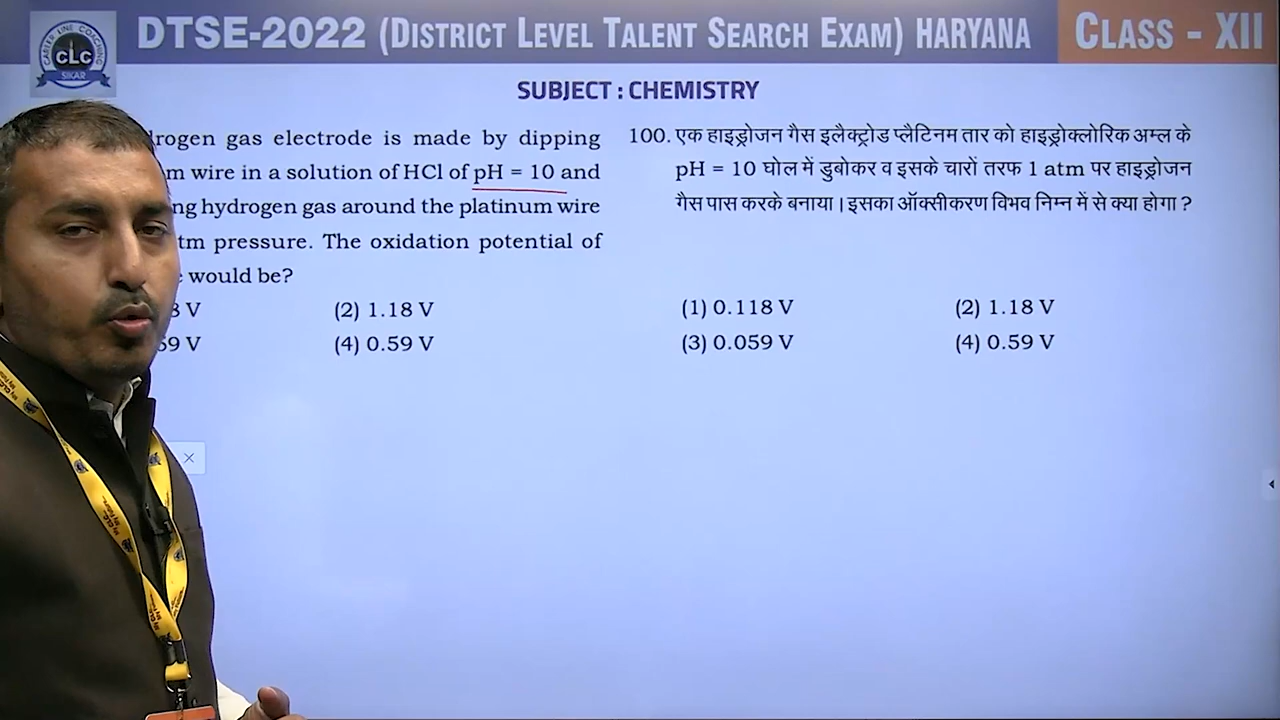 DTSE-2022 (DISTRICT LEVEL TALENT SEARCH EXAM) HARYANA
CLASS - XII
CAREER LINE COACHING
CLC
SIKAR
SUBJECT : CHEMISTRY
gas electrode is made by dipping
wire in a solution of HCl of pH = 10 and
hydrogen gas around the platinum wire
pressure. The oxidation potential of
would be?
V (2) 1.18 V
V (4) 0.59 V
100. एक हाइड्रोजन गैस इलैक्ट्रोड प्लैटिनम तार को हाइड्रोक्लोरिक अम्ल के
pH = 10 घोल में डुबोकर व इसके चारों तरफ 1 atm पर हाइड्रोजन
गैस पास करके बनाया। इसका ऑक्सीकरण विभव निम्न में से क्या होगा ?
(1) 0.118 V (2) 1.18 V
(3) 0.059 V (4) 0.59 V